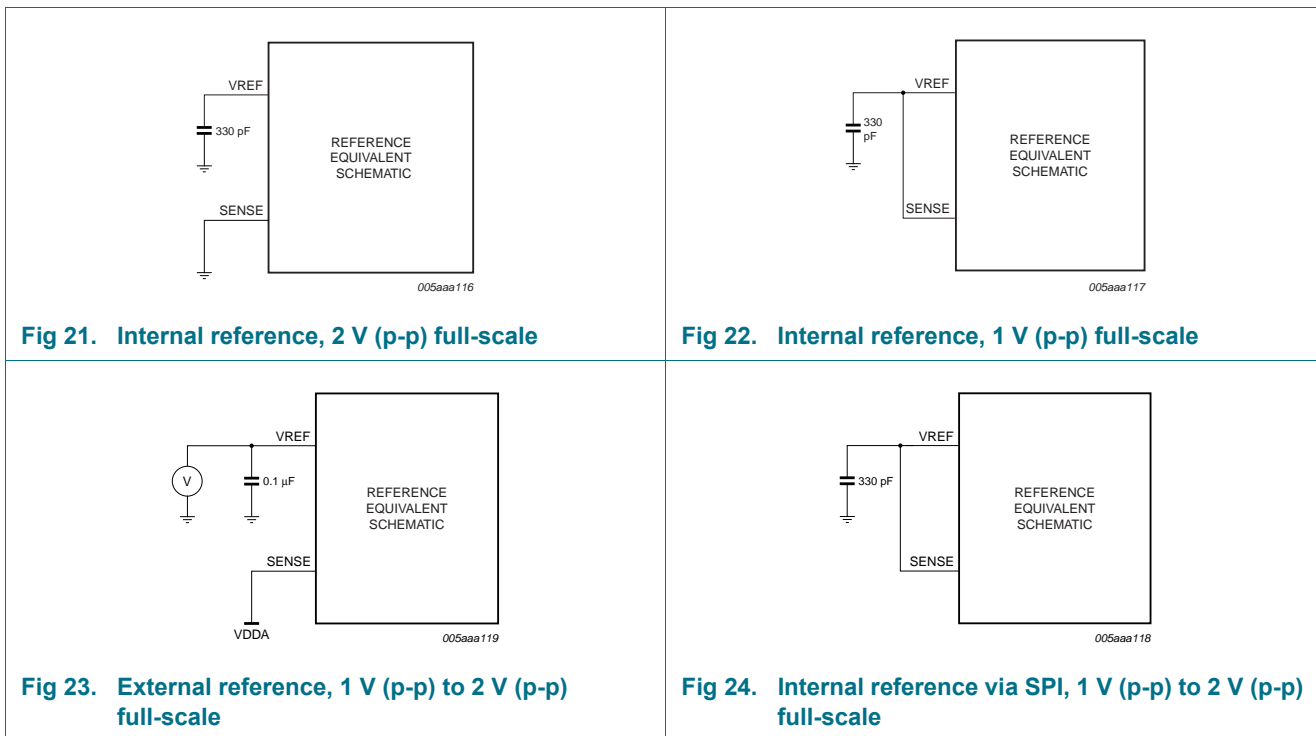 VREF
330 pF
REFERENCE
EQUIVALENT
SCHEMATIC
SENSE
005aaa116
Fig 21. Internal reference, 2 V (p-p) full-scale
VREF
330
pF
REFERENCE
EQUIVALENT
SCHEMATIC
SENSE
005aaa117
Fig 22. Internal reference, 1 V (p-p) full-scale
VREF
V
0.1 μF
REFERENCE
EQUIVALENT
SCHEMATIC
SENSE
VDDA
005aaa119
Fig 23. External reference, 1 V (p-p) to 2 V (p-p)
full-scale
VREF
330 pF
REFERENCE
EQUIVALENT
SCHEMATIC
SENSE
005aaa118
Fig 24. Internal reference via SPI, 1 V (p-p) to 2 V (p-p)
full-scale